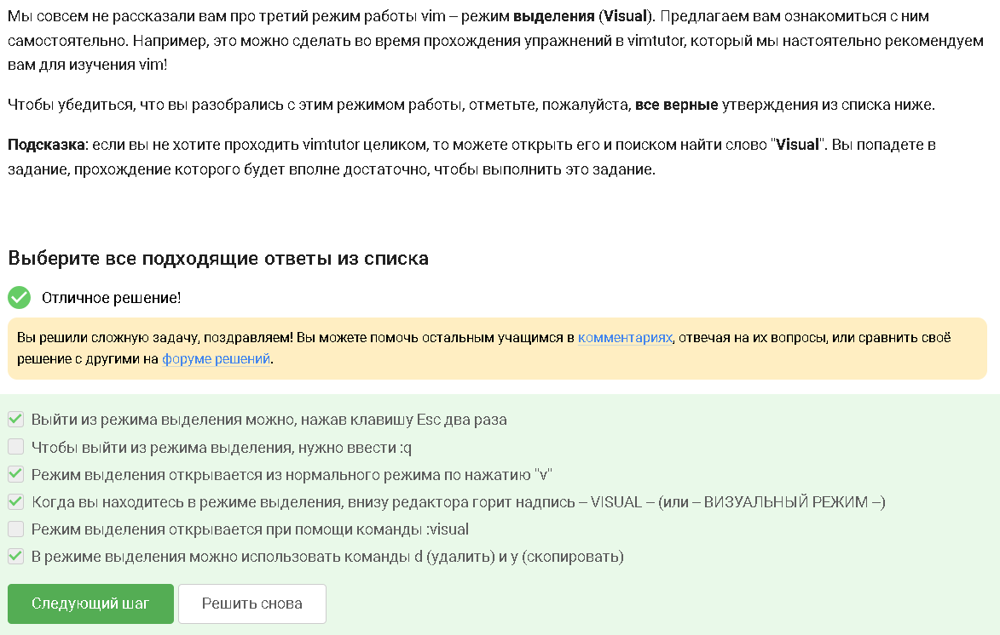 Мы совсем не рассказали вам про третий режим работы vim – режим выделения (Visual). Предлагаем вам ознакомиться с ним
самостоятельно. Например, это можно сделать во время прохождения упражнений в vimtutor, который мы настоятельно рекомендуем
вам для изучения vim!
Чтобы убедиться, что вы разобрались с этим режимом работы, отметьте, пожалуйста, все верные утверждения из списка ниже.
Подсказка: если вы не хотите проходить vimtutor целиком, то можете открыть его и поиском найти слово "Visual". Вы попадете в
задание, прохождение которого будет вполне достаточно, чтобы выполнить это задание.
Выберите все подходящие ответы из списка
Отличное решение!
Вы решили сложную задачу, поздравляем! Вы можете помочь остальным учащимся в комментариях, отвечая на их вопросы, или сравнить своё
решение с другими на форуме решений.
Выйти из режима выделения можно, нажав клавишу Esc два раза
Чтобы выйти из режима выделения, нужно ввести :q
Режим выделения открывается из нормального режима по нажатию "v"
Когда вы находитесь в режиме выделения, внизу редактора горит надпись – VISUAL – (или – ВИЗУАЛЬНЫЙ РЕЖИМ –)
Режим выделения открывается при помощи команды :visual
В режиме выделения можно использовать команды d (удалить) и y (скопировать)
Следующий шаг
Решить снова